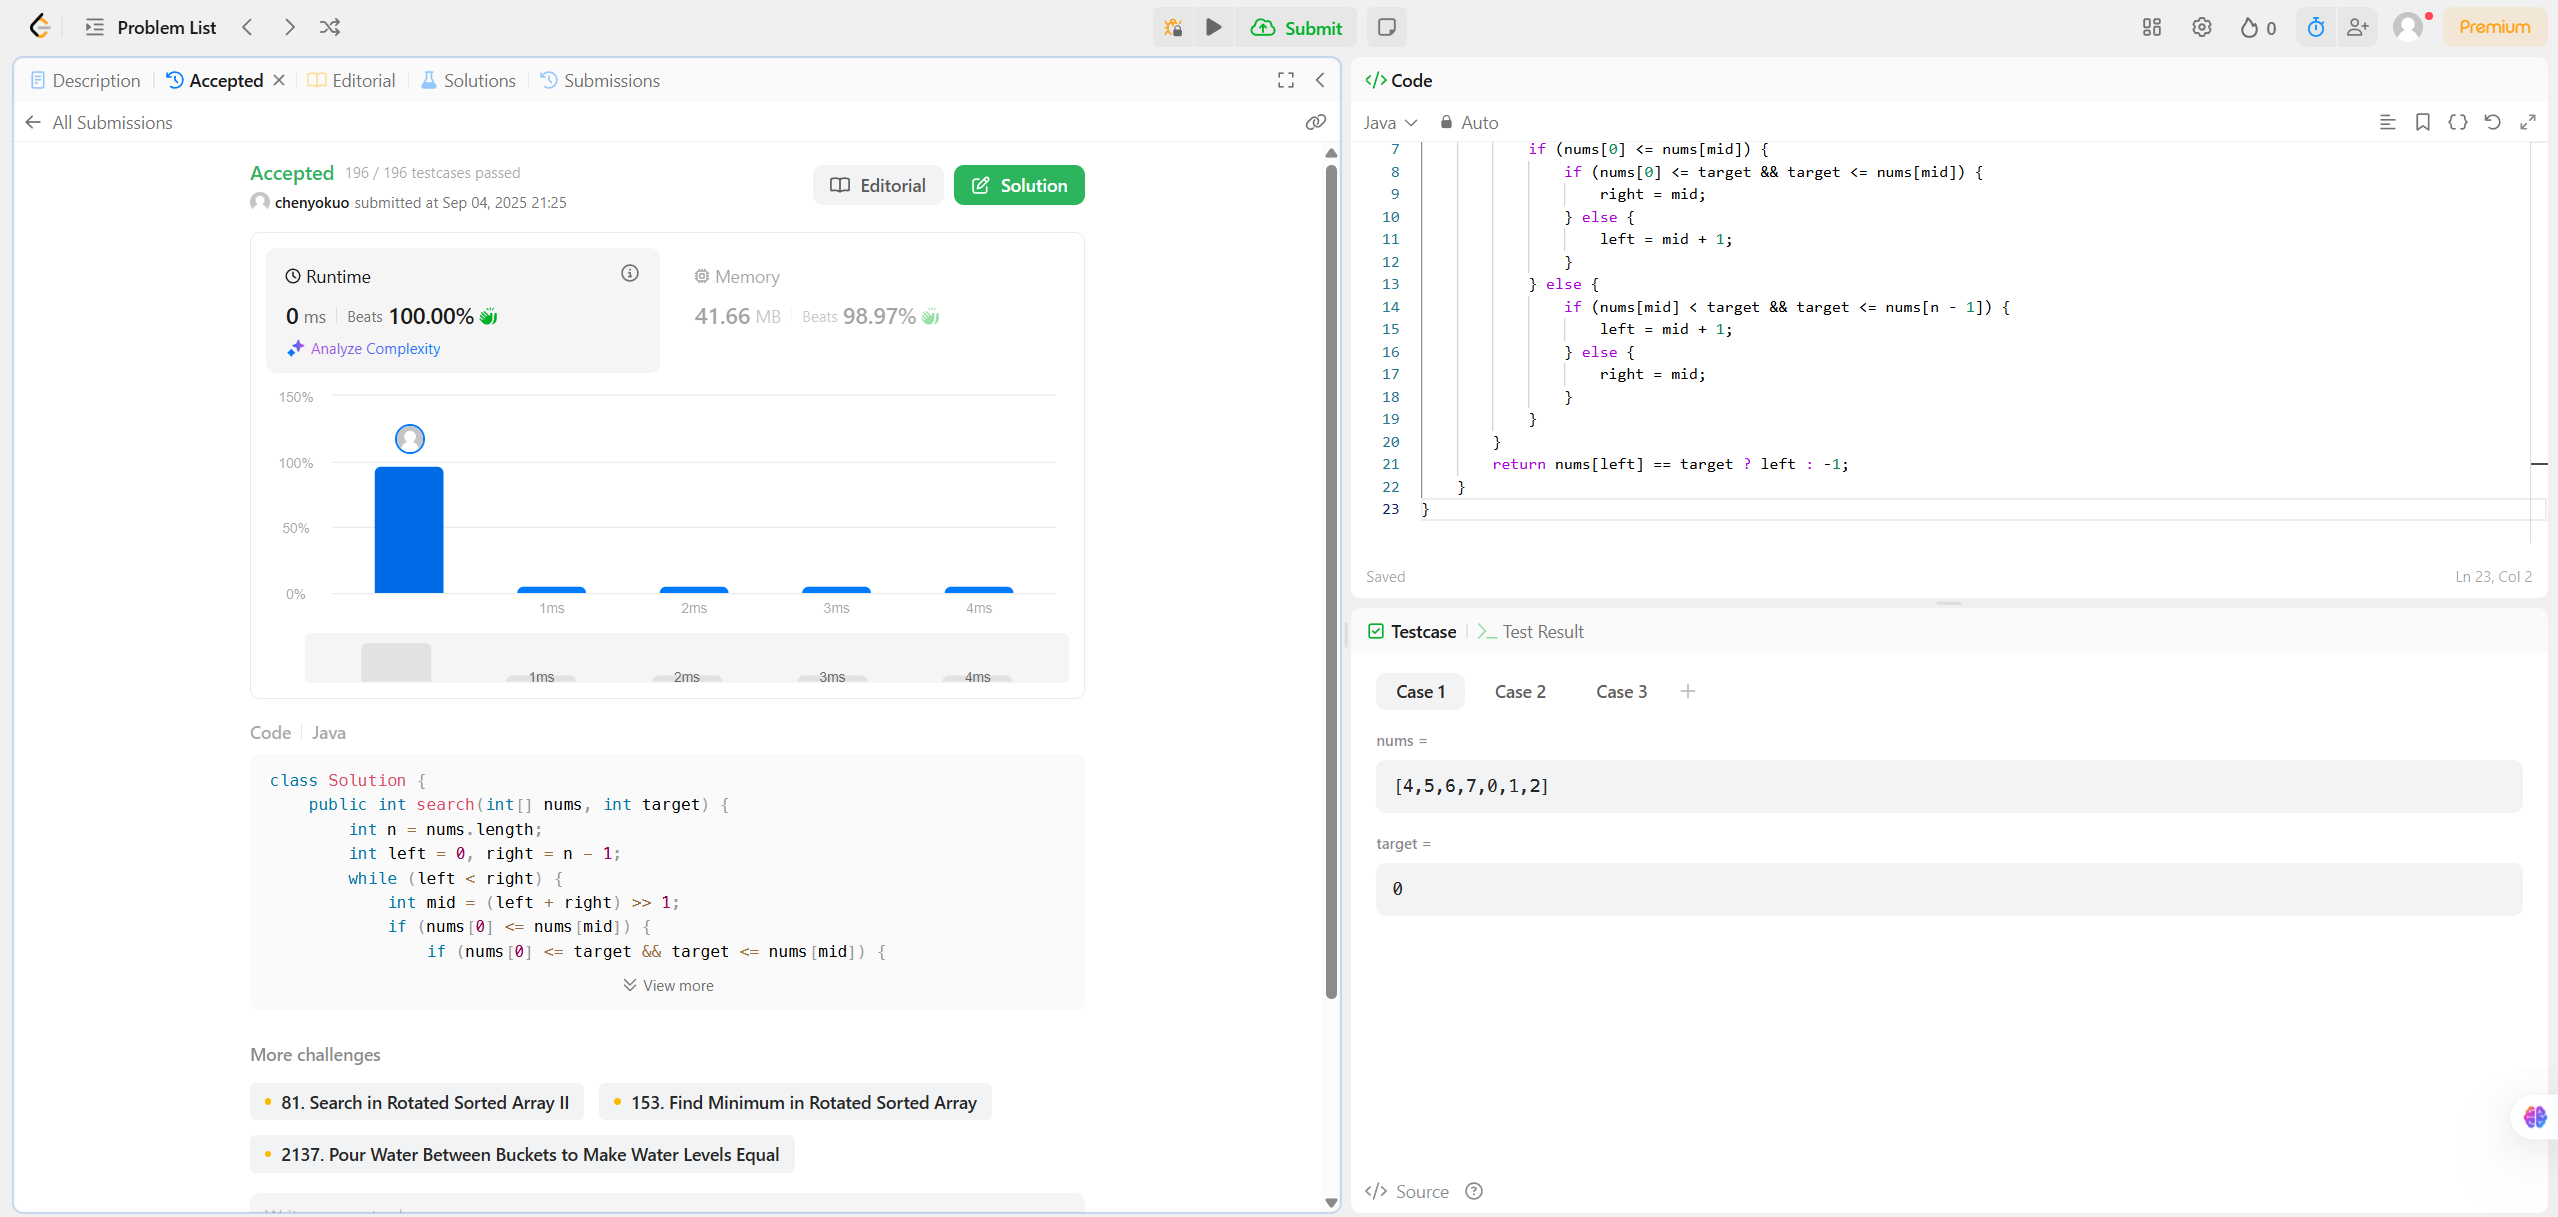 Problem List
Submit
0
Premium
Description
Accepted
Editorial
Solutions
Submissions
All Submissions
Accepted 196 / 196 testcases passed
chenyokuo submitted at Sep 04, 2025 21:25
Editorial
Solution
Runtime
0 ms Beats 100.00%
Analyze Complexity
Memory
41.66 MB Beats 98.97%
150%
100%
50%
0%
1ms 2ms 3ms 4ms
1ms 2ms 3ms 4ms
Code Java
class Solution {
    public int search(int[] nums, int target) {
        int n = nums.length;
        int left = 0, right = n - 1;
        while (left < right) {
            int mid = (left + right) >> 1;
            if (nums[0] <= nums[mid]) {
                if (nums[0] <= target && target <= nums[mid]) {
View more
More challenges
81. Search in Rotated Sorted Array II
153. Find Minimum in Rotated Sorted Array
2137. Pour Water Between Buckets to Make Water Levels Equal
</> Code
Java
Auto
7             if (nums[0] <= nums[mid]) {
8                 if (nums[0] <= target && target <= nums[mid]) {
9                     right = mid;
10                 } else {
11                     left = mid + 1;
12                 }
13             } else {
14                 if (nums[mid] < target && target <= nums[n - 1]) {
15                     left = mid + 1;
16                 } else {
17                     right = mid;
18                 }
19             }
20         }
21         return nums[left] == target ? left : -1;
22     }
23 }
Saved
Ln 23, Col 2
Testcase
Test Result
Case 1
Case 2
Case 3
nums =
[4,5,6,7,0,1,2]
target =
0
</> Source